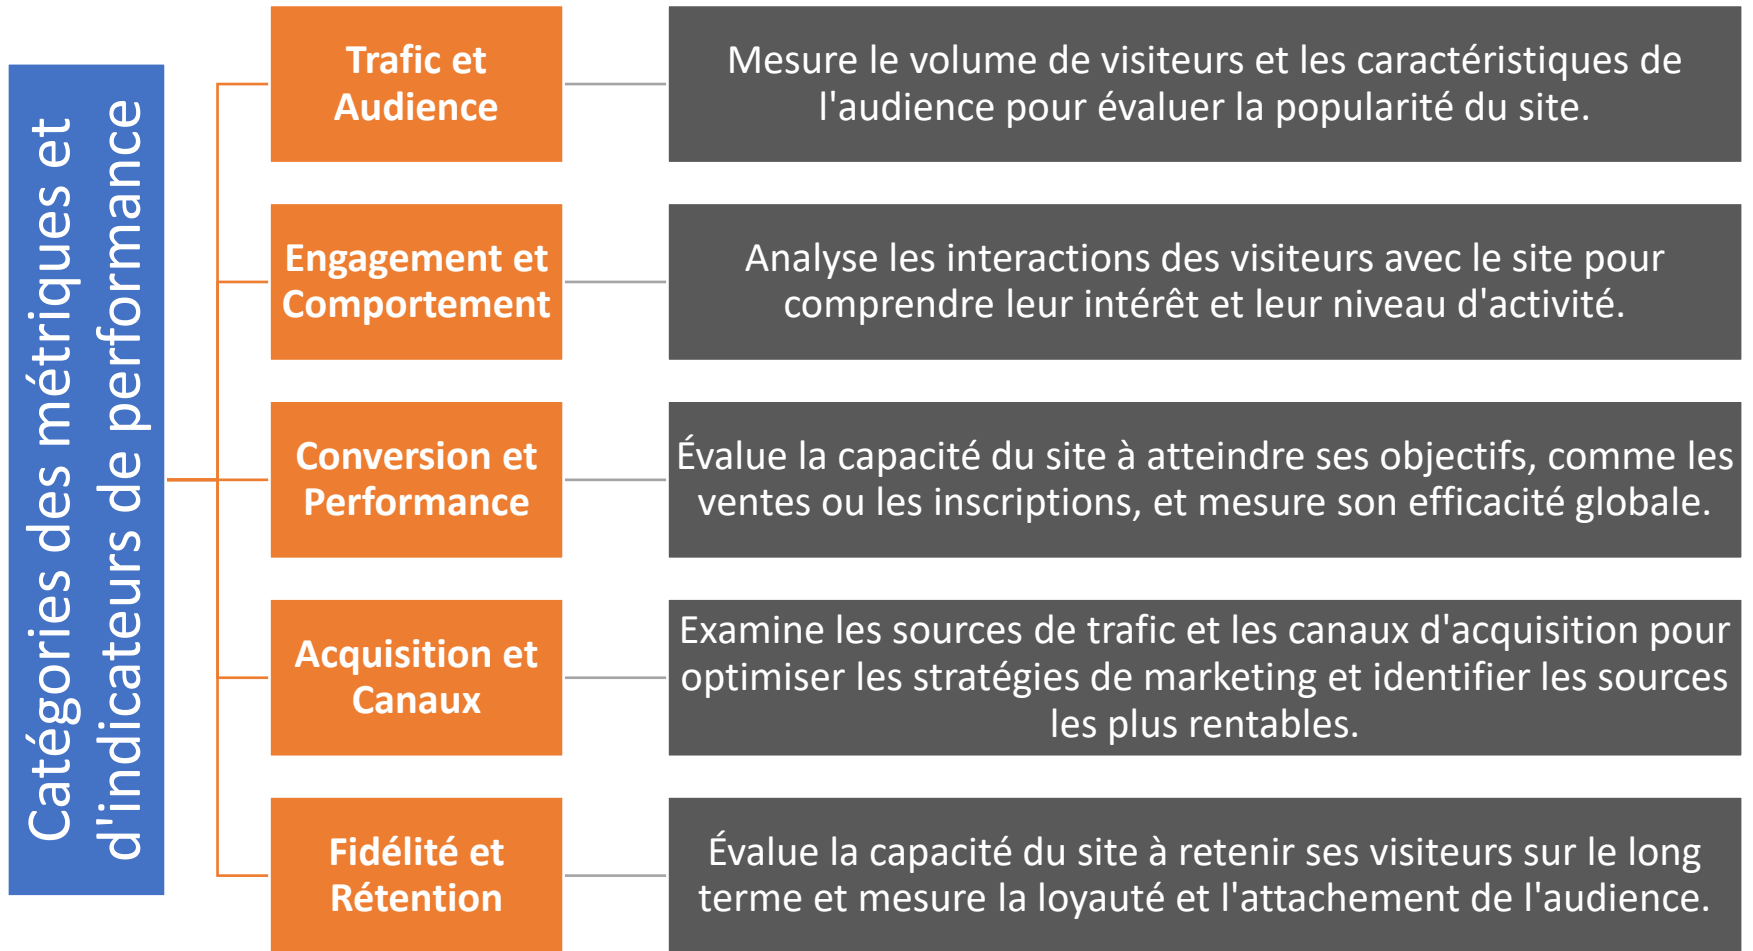 Catégories des métriques et
d'indicateurs de performance
Trafic et
Audience
Mesure le volume de visiteurs et les caractéristiques de
l'audience pour évaluer la popularité du site.
Engagement et
Comportement
Analyse les interactions des visiteurs avec le site pour
comprendre leur intérêt et leur niveau d'activité.
Conversion et
Performance
Évalue la capacité du site à atteindre ses objectifs, comme les
ventes ou les inscriptions, et mesure son efficacité globale.
Acquisition et
Canaux
Examine les sources de trafic et les canaux d'acquisition pour
optimiser les stratégies de marketing et identifier les sources
les plus rentables.
Fidélité et
Rétention
Évalue la capacité du site à retenir ses visiteurs sur le long
terme et mesure la loyauté et l'attachement de l'audience.